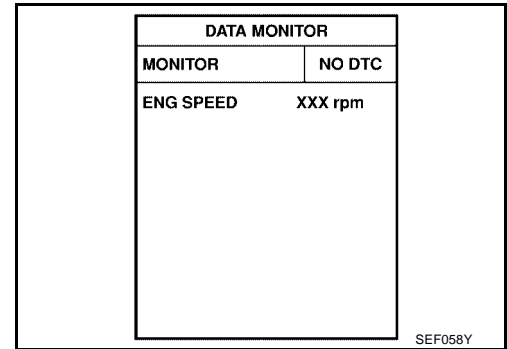 DATA MONITOR
MONITOR NO DTC
ENG SPEED XXX rpm
SEF058Y